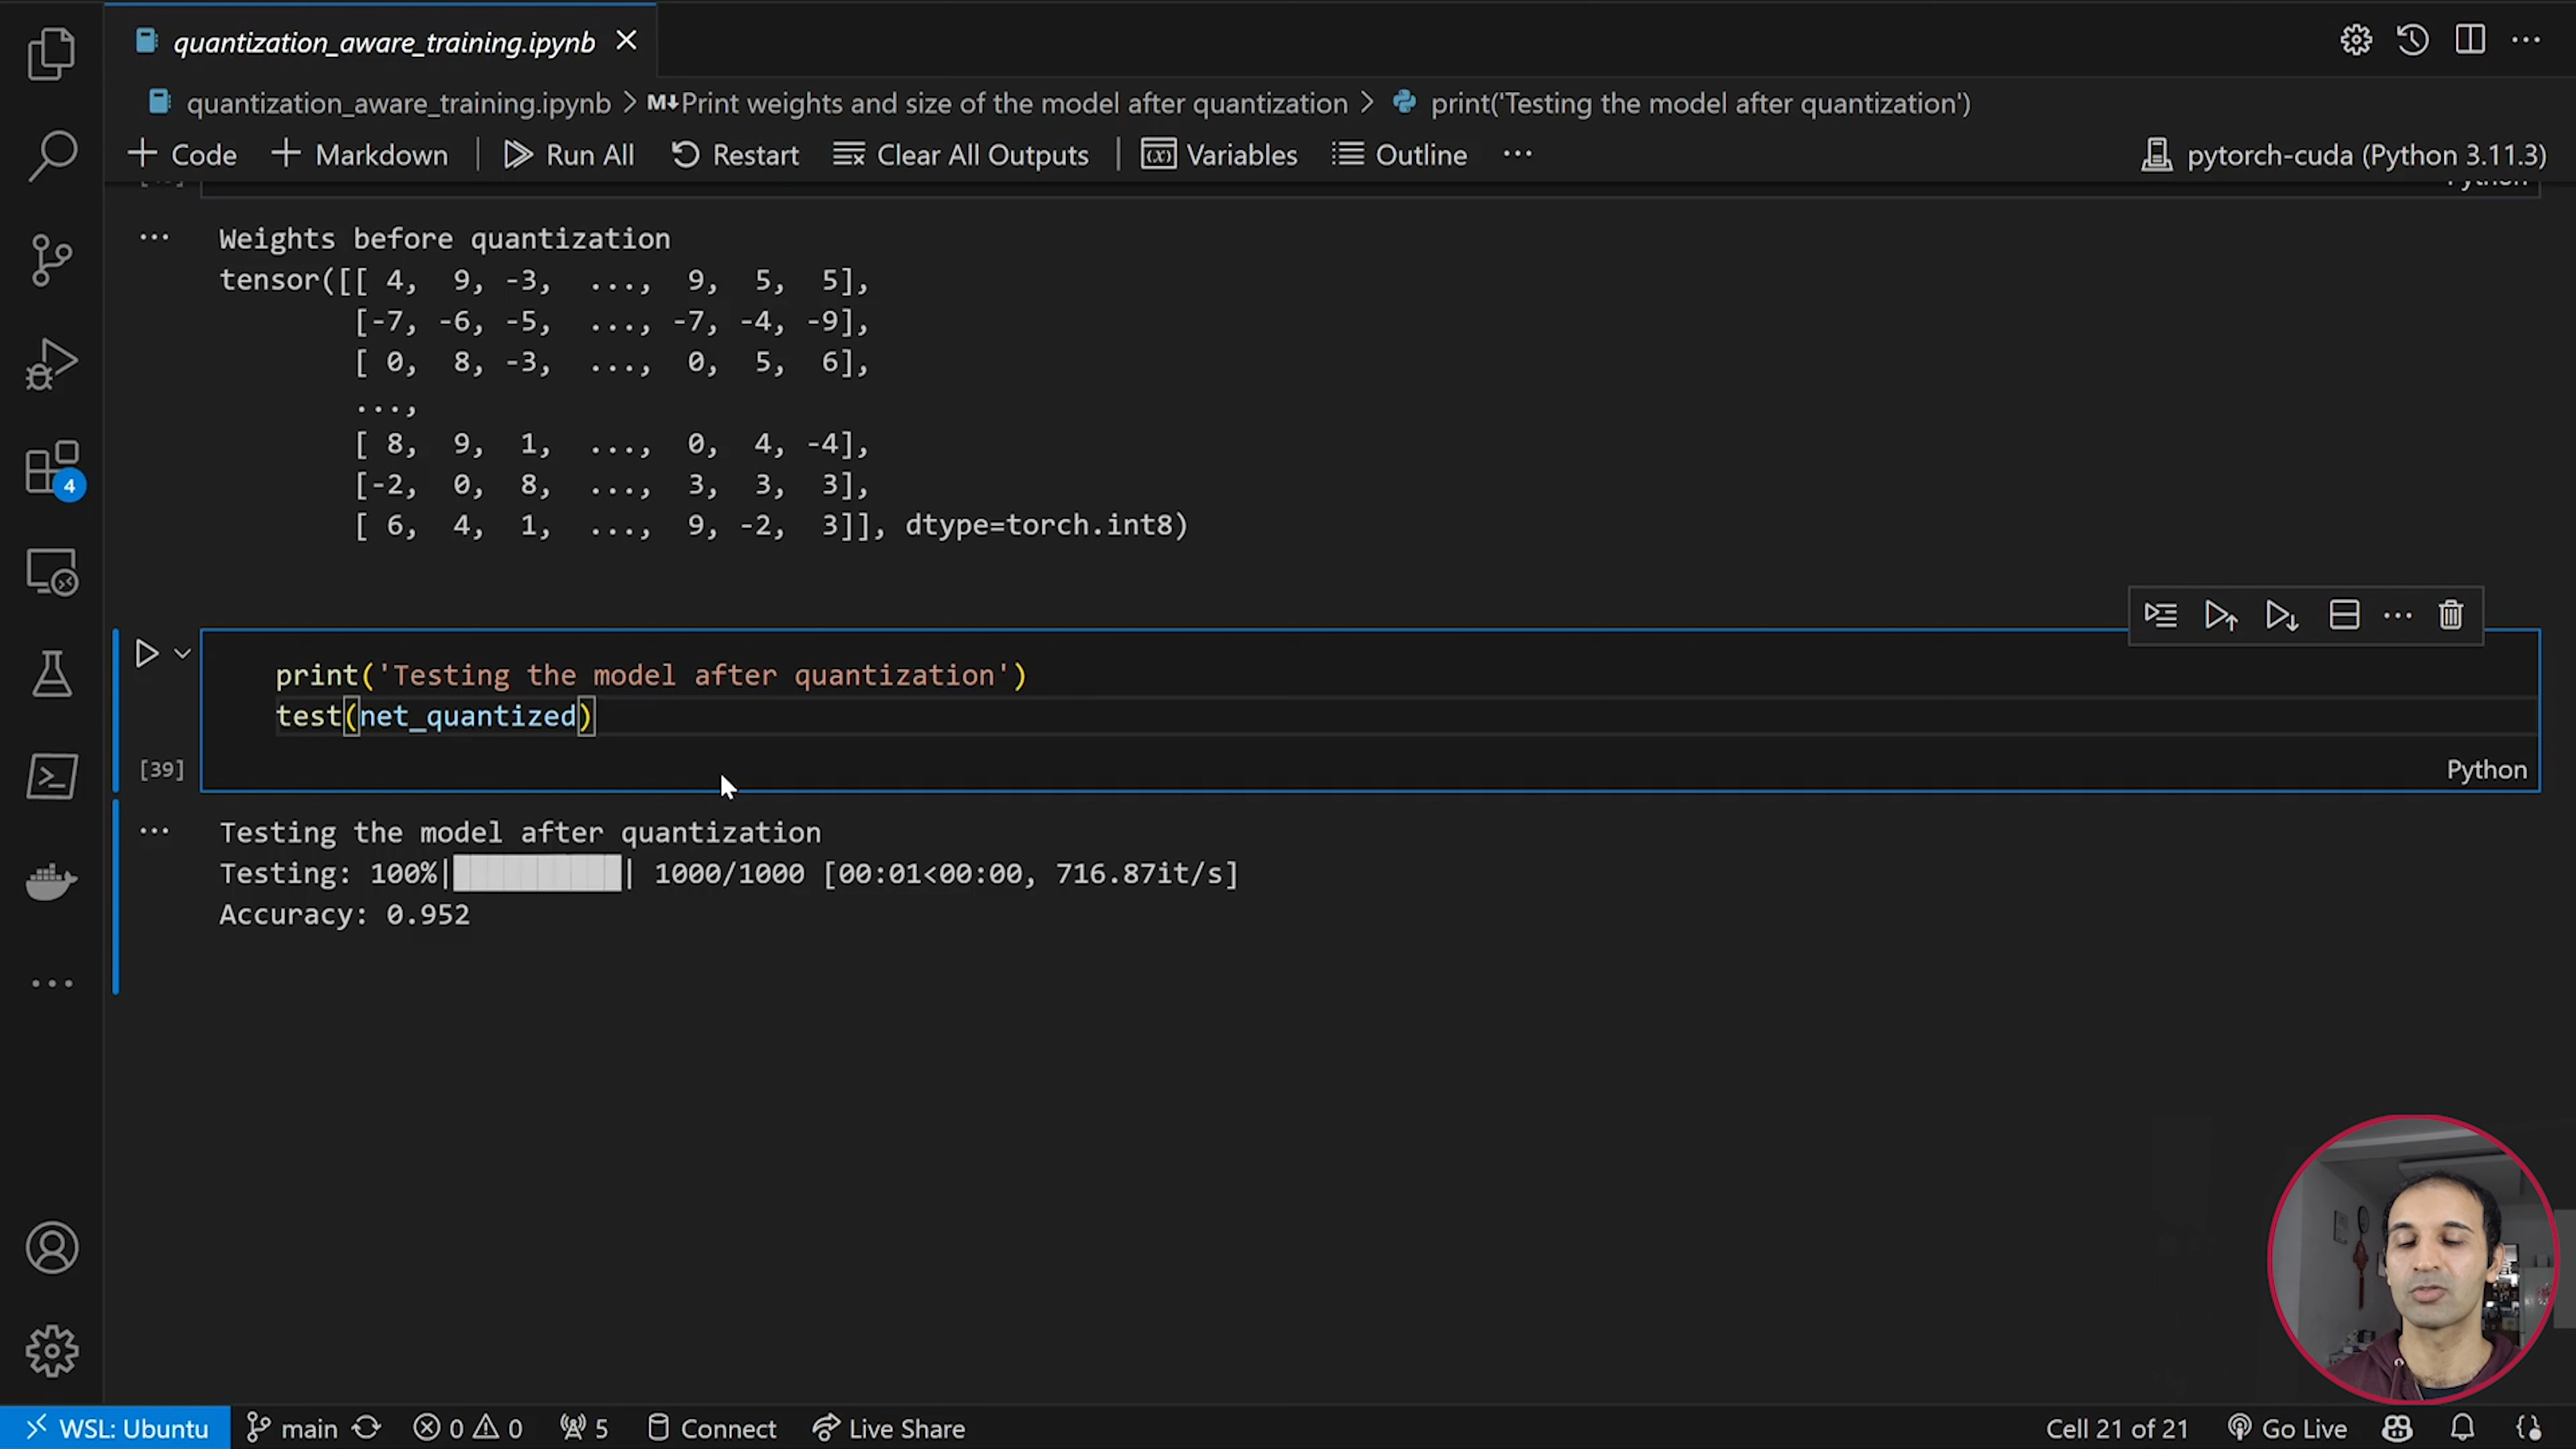 quantization_aware_training.ipynb
quantization_aware_training.ipynb > M↓Print weights and size of the model after quantization > print('Testing the model after quantization')
+ Code + Markdown | Run All Restart Clear All Outputs | Variables Outline ... pytorch-cuda (Python 3.11.3)
Python
Weights before quantization
tensor([[ 4, 9, -3, ..., 9, 5, 5],
[-7, -6, -5, ..., -7, -4, -9],
[ 0, 8, -3, ..., 0, 5, 6],
...,
[ 8, 9, 1, ..., 0, 4, -4],
[-2, 0, 8, ..., 3, 3, 3],
[ 6, 4, 1, ..., 9, -2, 3]], dtype=torch.int8)
4
print('Testing the model after quantization')
test(net_quantized)
[39] Python
Testing the model after quantization
Testing: 100%|██████████| 1000/1000 [00:01<00:00, 716.87it/s]
Accuracy: 0.952
WSL: Ubuntu main 0 0 5 Connect Live Share Cell 21 of 21 Go Live